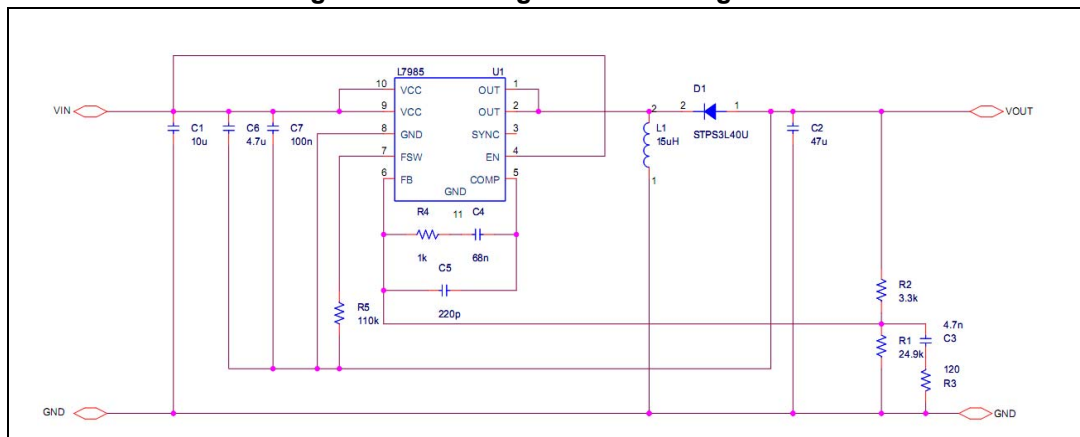 L7985
U1
10 VCC OUT 1
VIN 9 VCC OUT 2
8 GND SYNC 3
7 FSW EN 4
6 FB COMP 5
GND
11
C1
10u
C6
4.7u
C7
100n
2
L1
15uH
1
D1
2 1
STPS3L40U
C2
47u
VOUT
R4
1k
C4
68n
C5
220p
R5
110k
R2
3.3k
R1
24.9k
4.7n
C3
120
R3
GND
GND